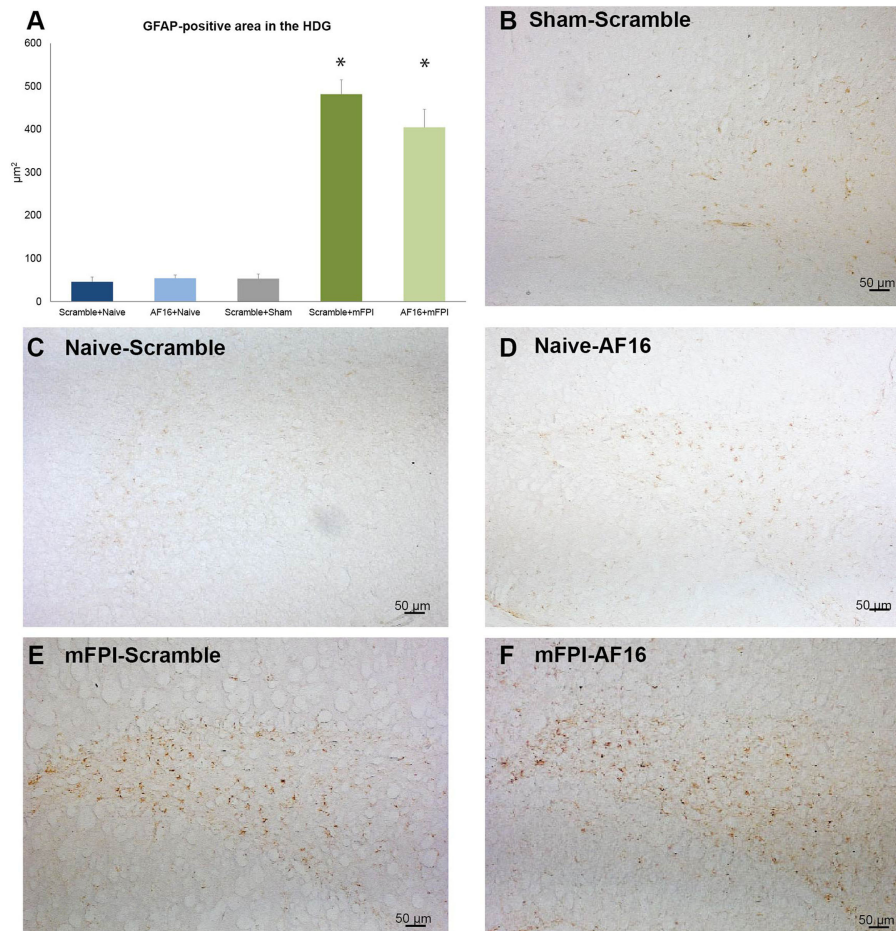 A
GFAP-positive area in the HDG
600
500
400
300
200
100
0
µm²
*
*
Scramble+Naive AF16+Naive Scramble+Sham Scramble+mFPI AF16+mFPI
B Sham-Scramble
50 µm
C Naive-Scramble
50 µm
D Naive-AF16
50 µm
E mFPI-Scramble
50 µm
F mFPI-AF16
50 µm